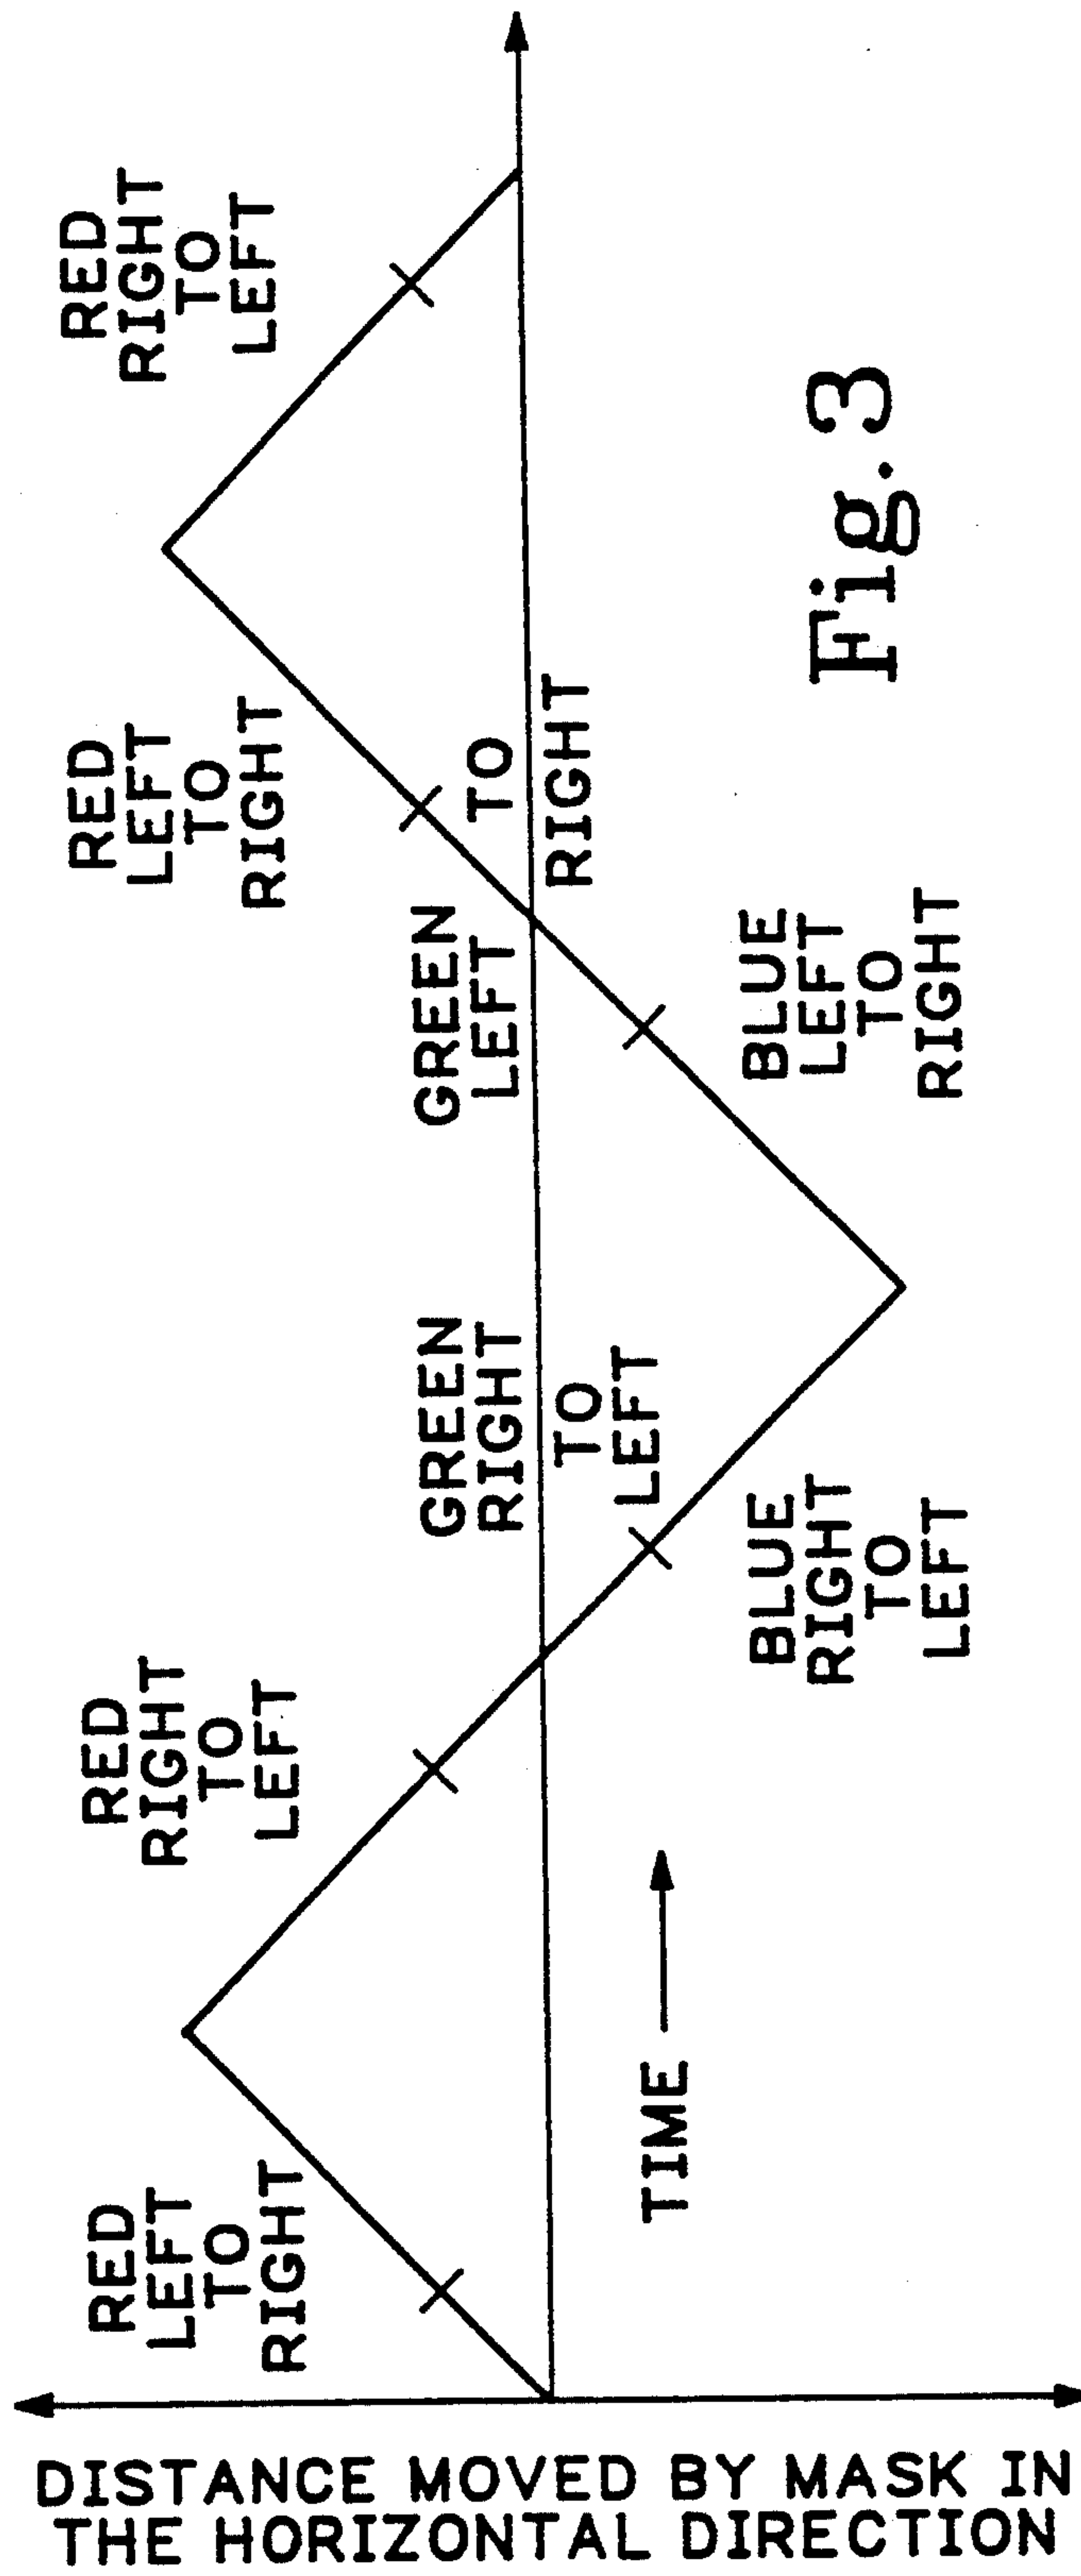 RED
LEFT
TO
RIGHT
RED
RIGHT
TO
LEFT
GREEN
RIGHT
TO
LEFT
BLUE
RIGHT
TO
LEFT
GREEN
LEFT
TO
RIGHT
BLUE
LEFT
TO
RIGHT
RED
LEFT
TO
RIGHT
RED
RIGHT
TO
LEFT
TIME
DISTANCE MOVED BY MASK IN
THE HORIZONTAL DIRECTION
Fig. 3